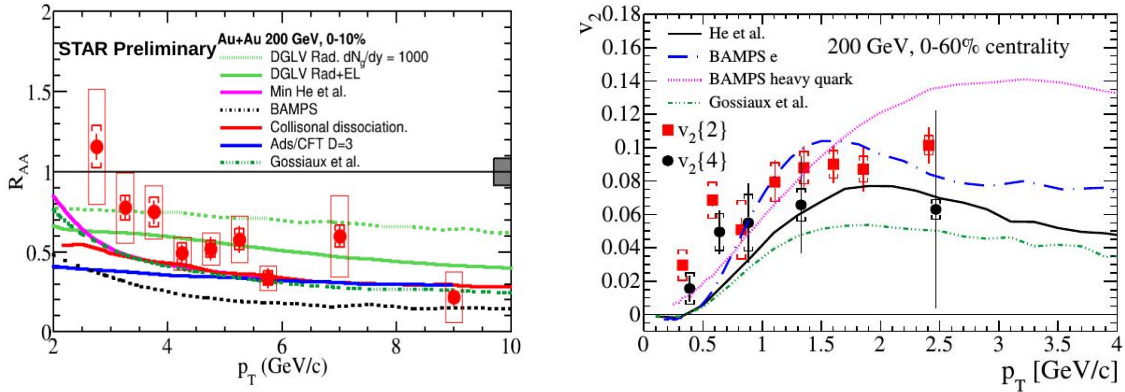 STAR Preliminary
Au+Au 200 GeV, 0-10%
DGLV Rad. dNg/dy = 1000
DGLV Rad+EL
Min He et al.
BAMPS
Collisonal dissociation.
Ads/CFT D=3
Gossiaux et al.
R_AA
2
1.5
1
0.5
0
2 4 6 8 10
p_T (GeV/c)
v_2
0.18
0.16
0.14
0.12
0.1
0.08
0.06
0.04
0.02
0
He et al.
BAMPS e
BAMPS heavy quark
Gossiaux et al.
200 GeV, 0-60% centrality
v_2{2}
v_2{4}
0 0.5 1 1.5 2 2.5 3 3.5 4
p_T [GeV/c]